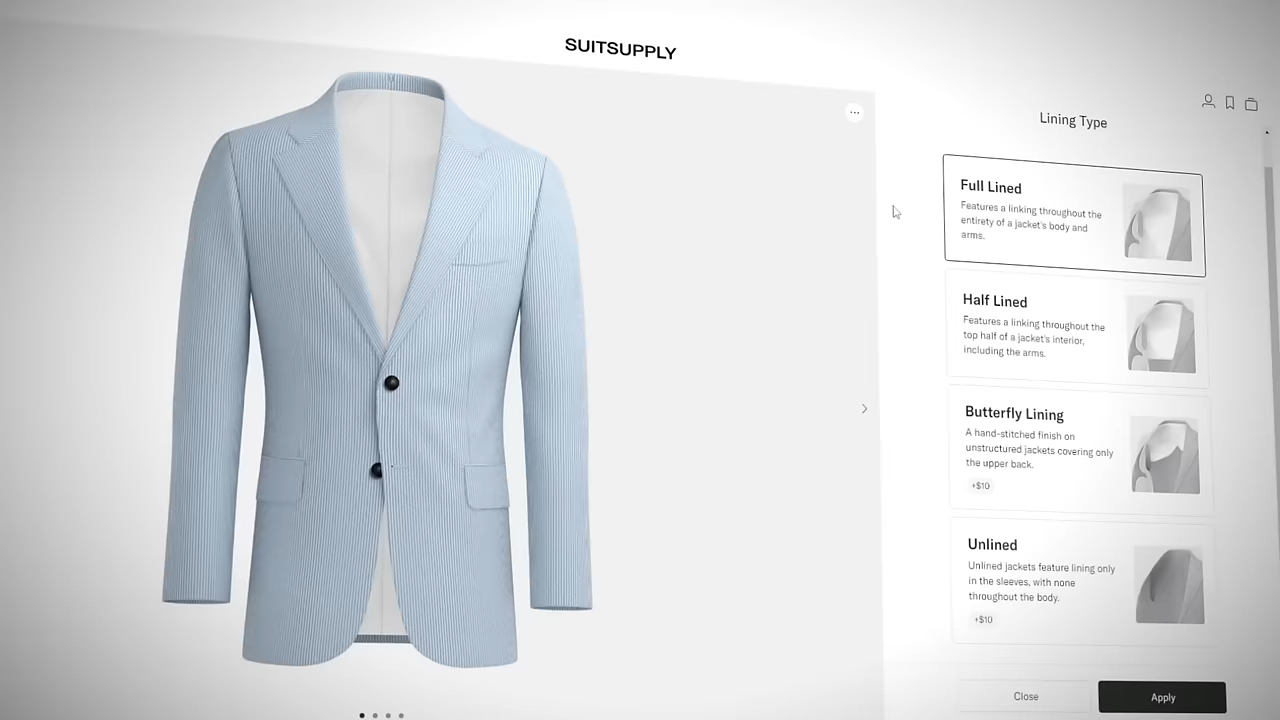 SUITSUPPLY
Lining Type
Full Lined
Features a linking throughout the
entirety of a jacket's body and
arms.
Half Lined
Features a linking throughout the
top half of a jacket's interior,
including the arms.
Butterfly Lining
A hand-stitched finish on
unstructured jackets covering only
the upper back.
+$10
Unlined
Unlined jackets feature lining only
in the sleeves, with none
throughout the body.
+$10
Close
Apply